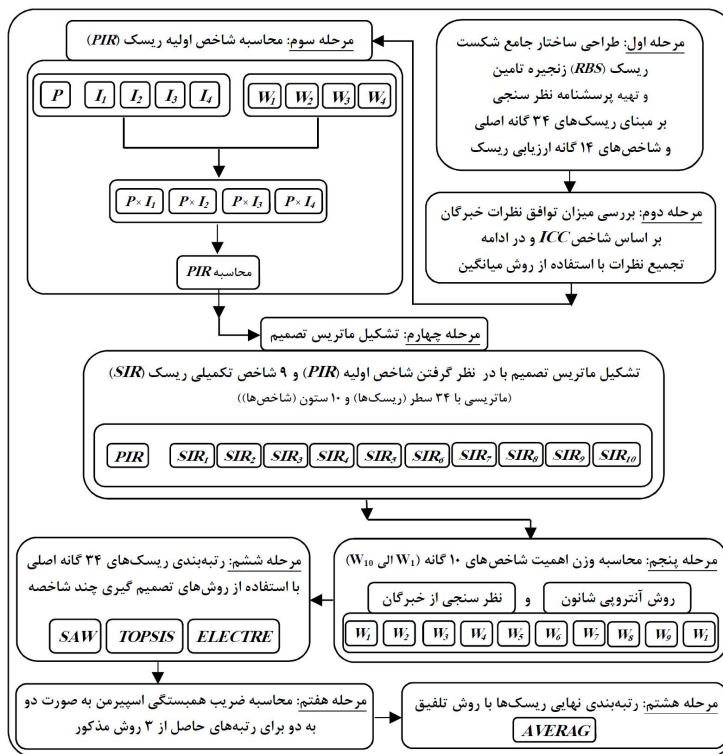 مرحله اول: طراحی ساختار جامع شکست
ریسک (RBS) زنجیره تامین
و تهیه پرسشنامه نظر سنجی
بر مبنای ریسک‌های ۳۴ گانه اصلی
و شاخص‌های ۱۴ گانه ارزیابی ریسک
مرحله دوم: بررسی میزان توافق نظرات خبرگان
بر اساس شاخص ICC و در ادامه
تجمیع نظرات با استفاده از روش میانگین
مرحله سوم: محاسبه شاخص اولیه ریسک (PIR)
P I1 I2 I3 I4 W1 W2 W3 W4
P×I1 P×I2 P×I3 P×I4
محاسبه PIR
مرحله چهارم: تشکیل ماتریس تصمیم
تشکیل ماتریس تصمیم با در نظر گرفتن شاخص اولیه (PIR) و ۹ شاخص تکمیلی ریسک (SIR)
(ماتریسی با ۳۴ سطر (ریسک‌ها) و ۱۰ ستون (شاخص‌ها))
PIR SIR1 SIR2 SIR3 SIR4 SIR5 SIR6 SIR7 SIR8 SIR9 SIR10
مرحله پنجم: محاسبه وزن اهمیت شاخص‌های ۱۰ گانه (W1 الی W10)
روش آنتروپی شانون و نظر سنجی از خبرگان
W1 W2 W3 W4 W5 W6 W7 W8 W9 W1
مرحله ششم: رتبه‌بندی ریسک‌های ۳۴ گانه اصلی
با استفاده از روش‌های تصمیم گیری چند شاخصه
SAW TOPSIS ELECTRE
مرحله هفتم: محاسبه ضریب همبستگی اسپیرمن به صورت دو
به دو برای رتبه‌های حاصل از ۳ روش مذکور
مرحله هشتم: رتبه‌بندی نهایی ریسک‌ها با روش تلفیق
AVERAG